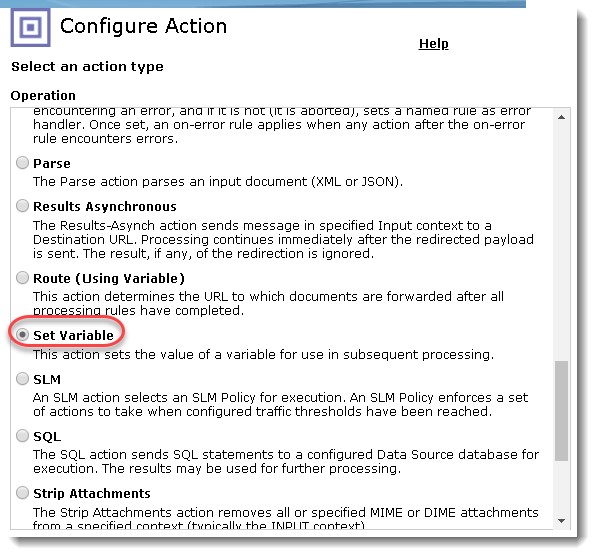 Configure Action
Help
Select an action type
Operation
encountering an error, and if it is not (it is aborted), sets a named rule as error
handler. Once set, an on-error rule applies when any action after the on-error
rule encounters errors.
Parse
The Parse action parses an input document (XML or JSON).
Results Asynchronous
The Results-Asynch action sends message in specified Input context to a
Destination URL. Processing continues immediately after the redirected payload
is sent. The result, if any, of the redirection is ignored.
Route (Using Variable)
This action determines the URL to which documents are forwarded after all
processing rules have completed.
Set Variable
This action sets the value of a variable for use in subsequent processing.
SLM
An SLM action selects an SLM Policy for execution. An SLM Policy enforces a set
of actions to take when configured traffic thresholds have been reached.
SQL
The SQL action sends SQL statements to a configured Data Source database for
execution. The results may be used for further processing.
Strip Attachments
The Strip Attachments action removes all or specified MIME or DIME attachments
from a specified context (typically the INPUT context).